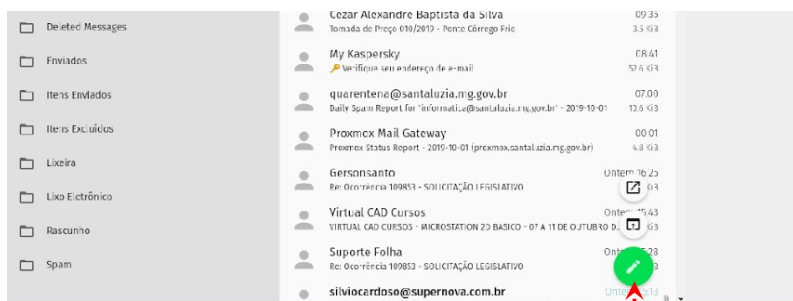 Deleted Messages
Enviados
Itens Enviados
Itens Excluídos
Lixeira
Lixo Eletrônico
Rascunho
Spam
Cezar Alexandre Baptista da Silva 09:35
Tomada de Preço 010/2019 - Ponte Córrego Frio 3.5 KiB
My Kaspersky 08:41
Verifique seu endereço de e-mail 52.6 KiB
quarentena@santaluzia.mg.gov.br 07:00
Daily Spam Report for 'informatica@santaluzia.mg.gov.br' - 2019-10-01 13.6 KiB
Proxmox Mail Gateway 00:01
Proxmox Status Report - 2019-10-01 (proxmox.santaluzia.mg.gov.br) 4.8 KiB
Gersonsanto Ontem 16:25
Re: Ocorrência 109853 - SOLICITAÇÃO LEGISLATIVO
Virtual CAD Cursos Ontem 15:43
VIRTUAL CAD CURSOS - MICROSTATION 2D BASICO - 07 A 11 DE OUTUBRO D
Suporte Folha
Re: Ocorrência 109853 - SOLICITAÇÃO LEGISLATIVO
silviocardoso@supernova.com.br